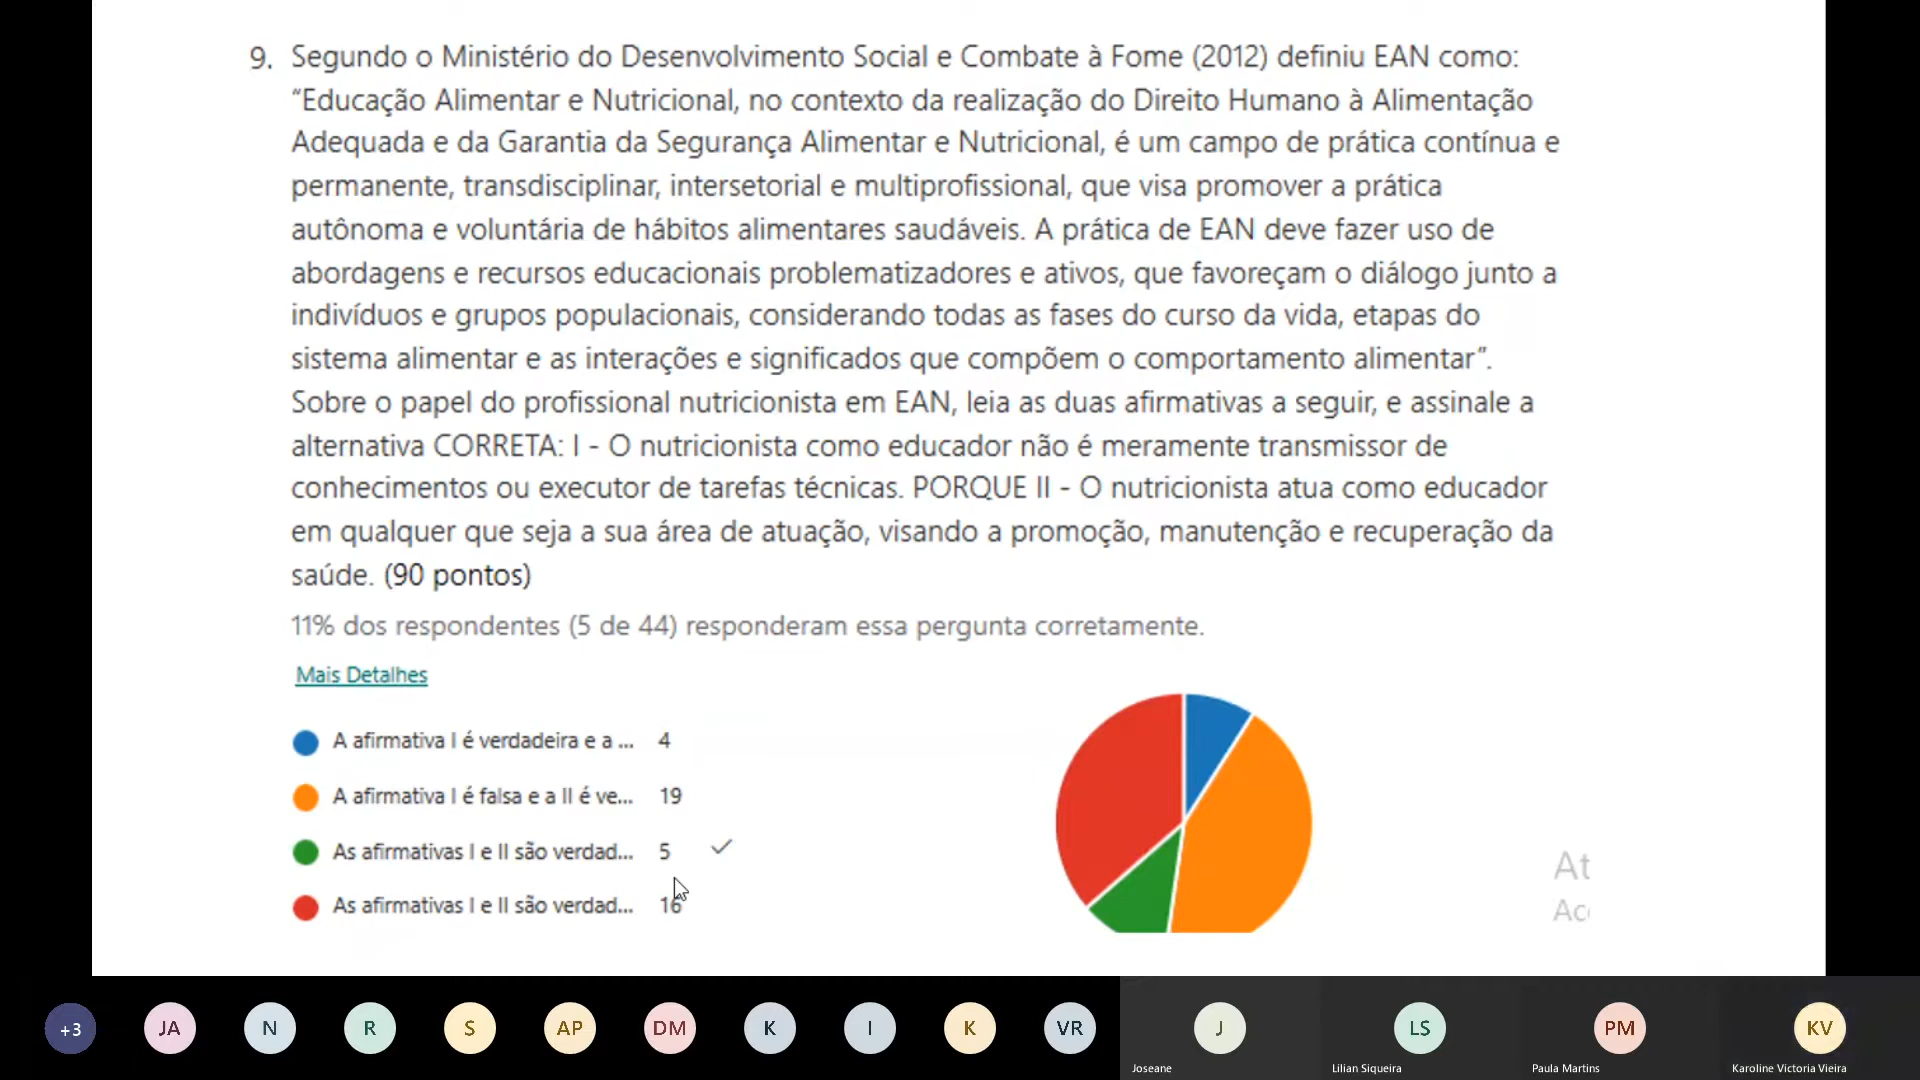 9. Segundo o Ministério do Desenvolvimento Social e Combate à Fome (2012) definiu EAN como:
“Educação Alimentar e Nutricional, no contexto da realização do Direito Humano à Alimentação
Adequada e da Garantia da Segurança Alimentar e Nutricional, é um campo de prática contínua e
permanente, transdisciplinar, intersetorial e multiprofissional, que visa promover a prática
autônoma e voluntária de hábitos alimentares saudáveis. A prática de EAN deve fazer uso de
abordagens e recursos educacionais problematizadores e ativos, que favoreçam o diálogo junto a
indivíduos e grupos populacionais, considerando todas as fases do curso da vida, etapas do
sistema alimentar e as interações e significados que compõem o comportamento alimentar”.
Sobre o papel do profissional nutricionista em EAN, leia as duas afirmativas a seguir, e assinale a
alternativa CORRETA: I - O nutricionista como educador não é meramente transmissor de
conhecimentos ou executor de tarefas técnicas. PORQUE II - O nutricionista atua como educador
em qualquer que seja a sua área de atuação, visando a promoção, manutenção e recuperação da
saúde. (90 pontos)
11% dos respondentes (5 de 44) responderam essa pergunta corretamente.
Mais Detalhes
A afirmativa I é verdadeira e a ... 4
A afirmativa I é falsa e a II é ve... 19
As afirmativas I e II são verdad... 5
As afirmativas I e II são verdad... 16
At
Ac
+3 JA N R S AP DM K I K VR J LS PM KV
Joseane Lilian Siqueira Paula Martins Karoline Victoria Vieira